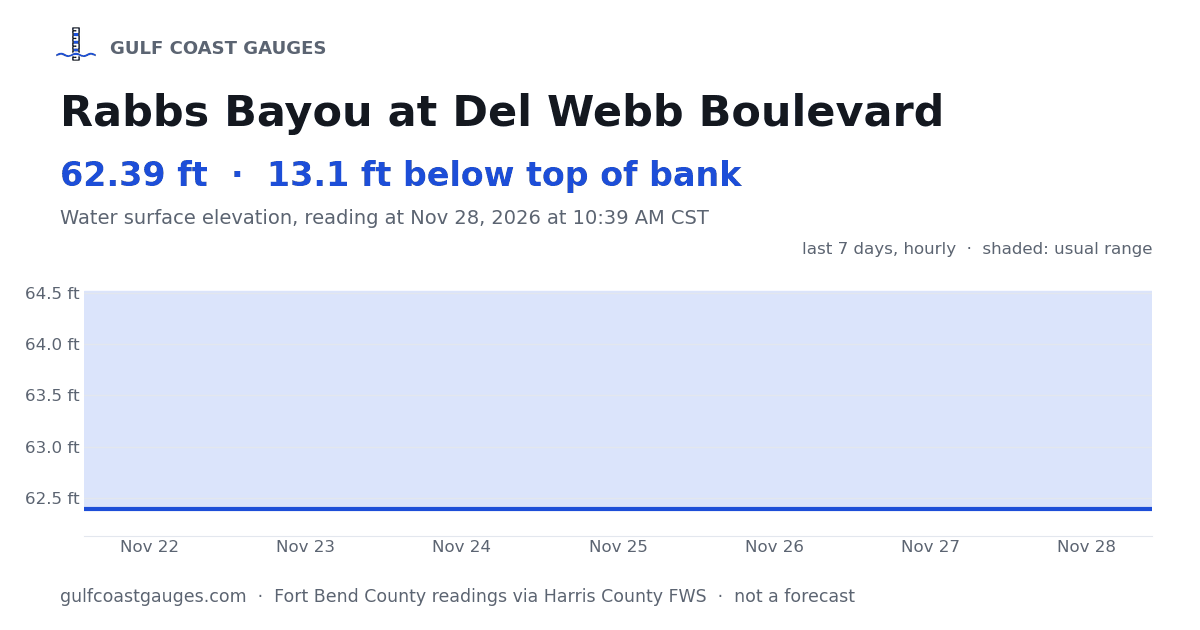 GULF COAST GAUGES
Rabbs Bayou at Del Webb Boulevard
62.39 ft · 13.1 ft below top of bank
Water surface elevation, reading at Nov 28, 2026 at 10:39 AM CST
last 7 days, hourly · shaded: usual range
64.5 ft
64.0 ft
63.5 ft
63.0 ft
62.5 ft
Nov 22 Nov 23 Nov 24 Nov 25 Nov 26 Nov 27 Nov 28
gulfcoastgauges.com · Fort Bend County readings via Harris County FWS · not a forecast